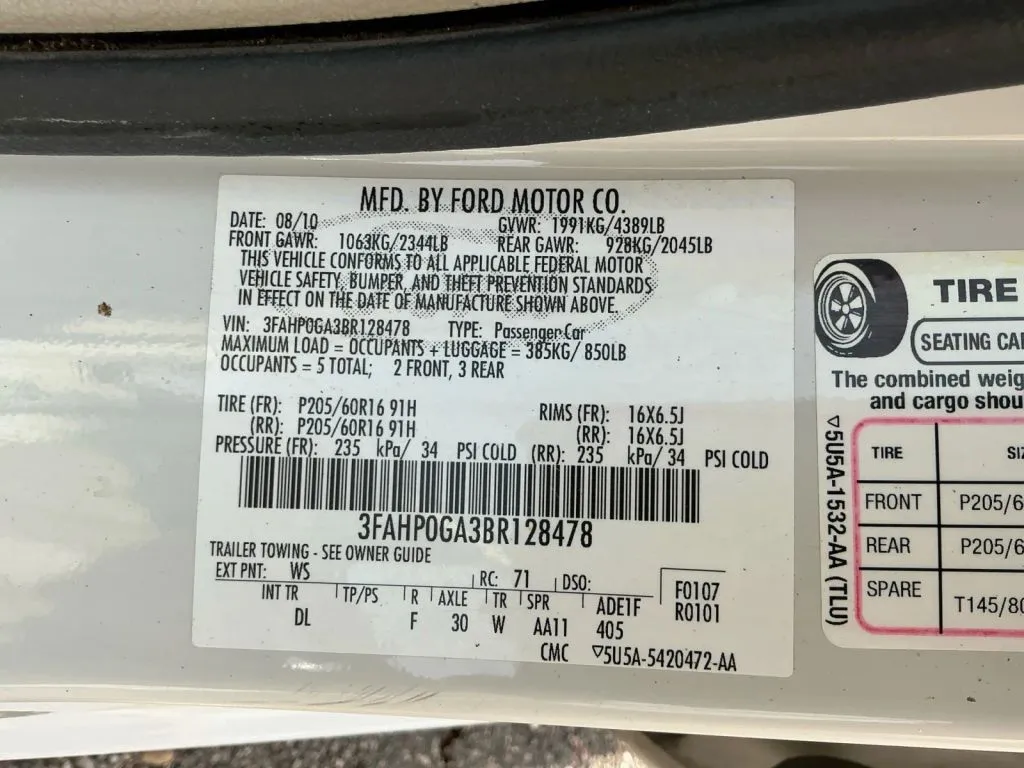 MFD. BY FORD MOTOR CO.
DATE: 08/10 GVWR: 1991KG/4389LB
FRONT GAWR: 1063KG/2344LB REAR GAWR: 928KG/2045LB
THIS VEHICLE CONFORMS TO ALL APPLICABLE FEDERAL MOTOR
VEHICLE SAFETY, BUMPER, AND THEFT PREVENTION STANDARDS
IN EFFECT ON THE DATE OF MANUFACTURE SHOWN ABOVE.
VIN: 3FAHP0GA3BR128478 TYPE: Passenger Car
MAXIMUM LOAD = OCCUPANTS + LUGGAGE = 385KG/ 850LB
OCCUPANTS = 5 TOTAL; 2 FRONT, 3 REAR
TIRE (FR): P205/60R16 91H RIMS (FR): 16X6.5J
(RR): P205/60R16 91H (RR): 16X6.5J
PRESSURE (FR): 235 kPa/ 34 PSI COLD (RR): 235 kPa/ 34 PSI COLD
3FAHP0GA3BR128478
TRAILER TOWING - SEE OWNER GUIDE
EXT PNT: WS RC: 71 DSO: F0107
R0101
INT TR TP/PS R AXLE TR SPR ADE1F
DL F 30 W AA11 405
CMC ▽5U5A-5420472-AA
TIRE
SEATING CA
The combined weig
and cargo shou
▽5U5A-1532-AA (TLU)
TIRE SI
FRONT P205/6
REAR P205/6
SPARE T145/80